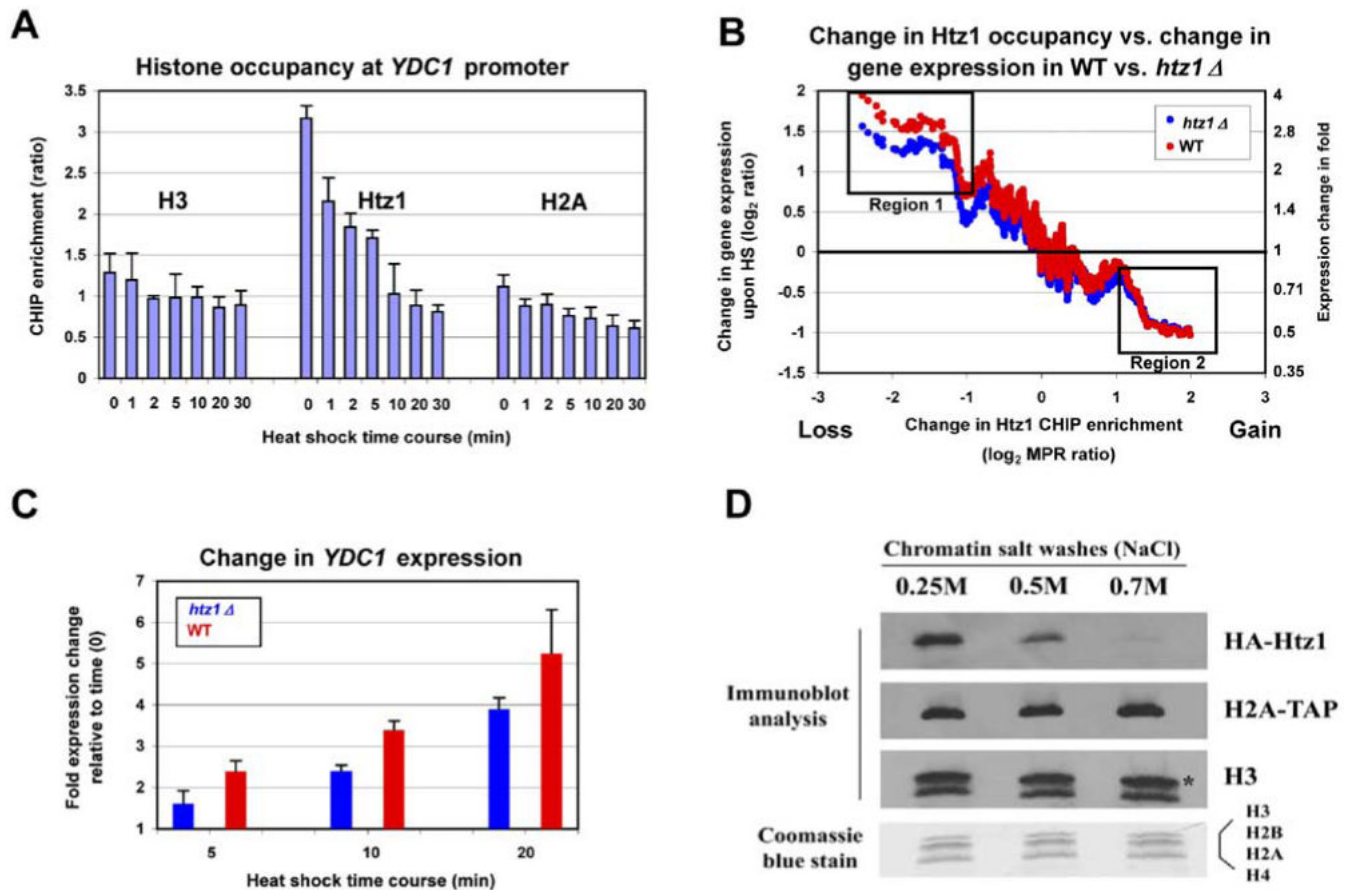 A
Histone occupancy at YDC1 promoter
CHIP enrichment (ratio)
3.5
3
2.5
2
1.5
1
0.5
0
H3
Htz1
H2A
0 1 2 5 10 20 30
0 1 2 5 10 20 30
0 1 2 5 10 20 30
Heat shock time course (min)
B
Change in Htz1 occupancy vs. change in
gene expression in WT vs. htz1 Δ
Change in gene expression
upon HS (log2 ratio)
2
1.5
1
0.5
0
-0.5
-1
-1.5
htz1 Δ
WT
Region 1
Region 2
4
2.8
2
1.4
1
0.71
0.5
0.35
Expression change in fold
-3 -2 -1 0 1 2 3
Loss
Change in Htz1 CHIP enrichment
(log2 MPR ratio)
Gain
C
Change in YDC1 expression
Fold expression change
relative to time (0)
7
6
5
4
3
2
1
htz1 Δ
WT
5 10 20
Heat shock time course (min)
D
Chromatin salt washes (NaCl)
0.25M 0.5M 0.7M
Immunoblot
analysis
HA-Htz1
H2A-TAP
H3
*
Coomassie
blue stain
H3
H2B
H2A
H4